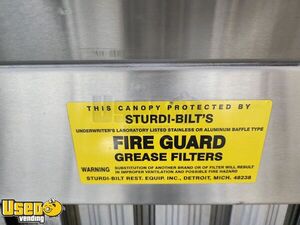 THIS CANOPY PROTECTED BY
STURDI-BILT'S
UNDERWRITER'S LABORATORY LISTED STAINLESS OR ALUMINUM BAFFLE TYPE
FIRE GUARD
GREASE FILTERS
WARNING SUBSTITUTION OF ANOTHER BRAND OR OF FILTER WILL RESULT
IN IMPROPER VENTILATION AND POSSIBLE FIRE HAZARD
STURDI-BILT REST. EQUIP. INC., DETROIT, MICH. 48238
Used
vending